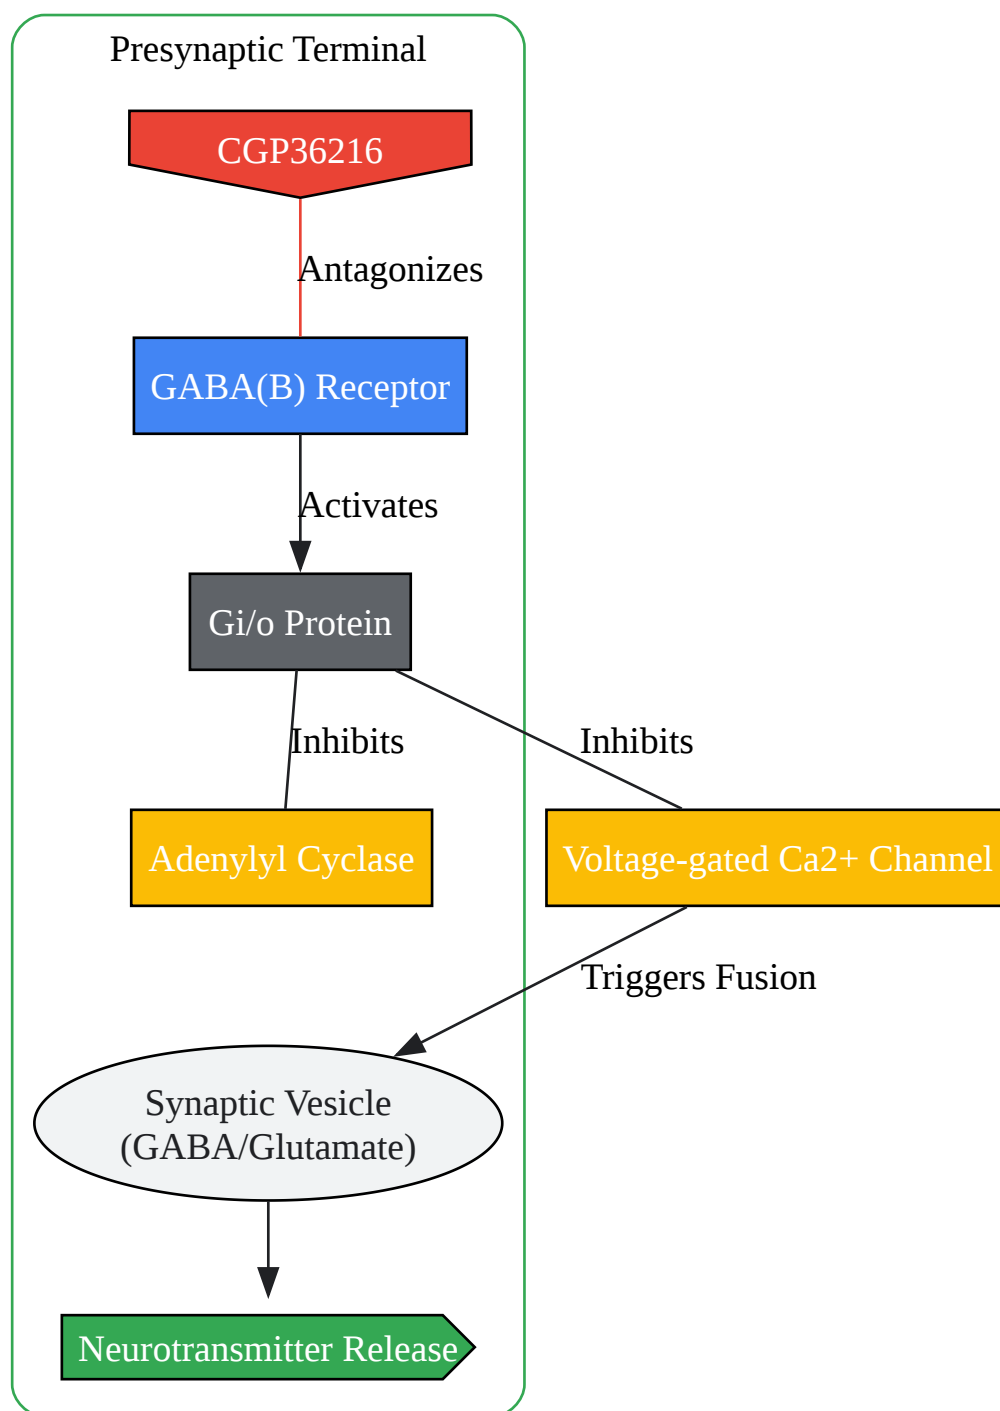 Presynaptic Terminal
CGP36216
Antagonizes
GABA(B) Receptor
Activates
Gi/o Protein
Inhibits
Inhibits
Adenylyl Cyclase
Voltage-gated Ca2+ Channel
Triggers Fusion
Synaptic Vesicle
(GABA/Glutamate)
Neurotransmitter Release